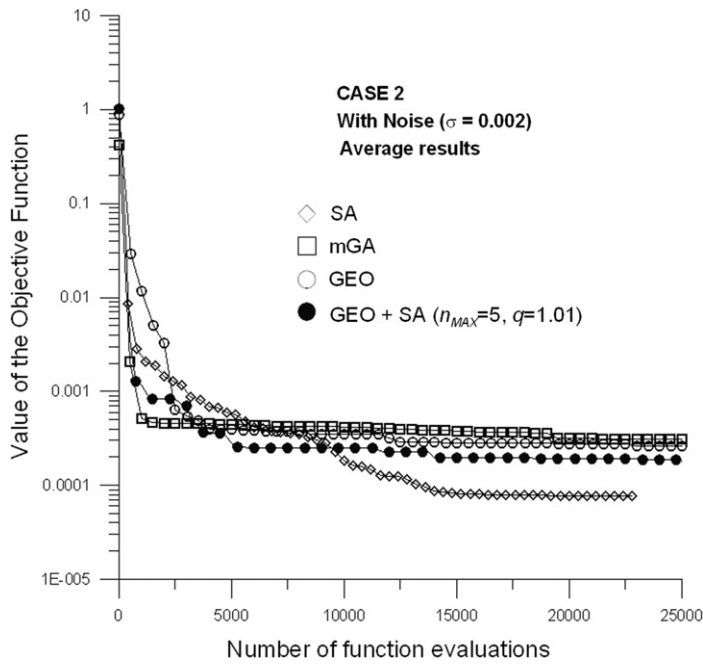 10
1
0.1
0.01
0.001
0.0001
1E-005
Value of the Objective Function
CASE 2
With Noise (σ = 0.002)
Average results
SA
mGA
GEO
GEO + SA (nMAX=5, q=1.01)
0 5000 10000 15000 20000 25000
Number of function evaluations